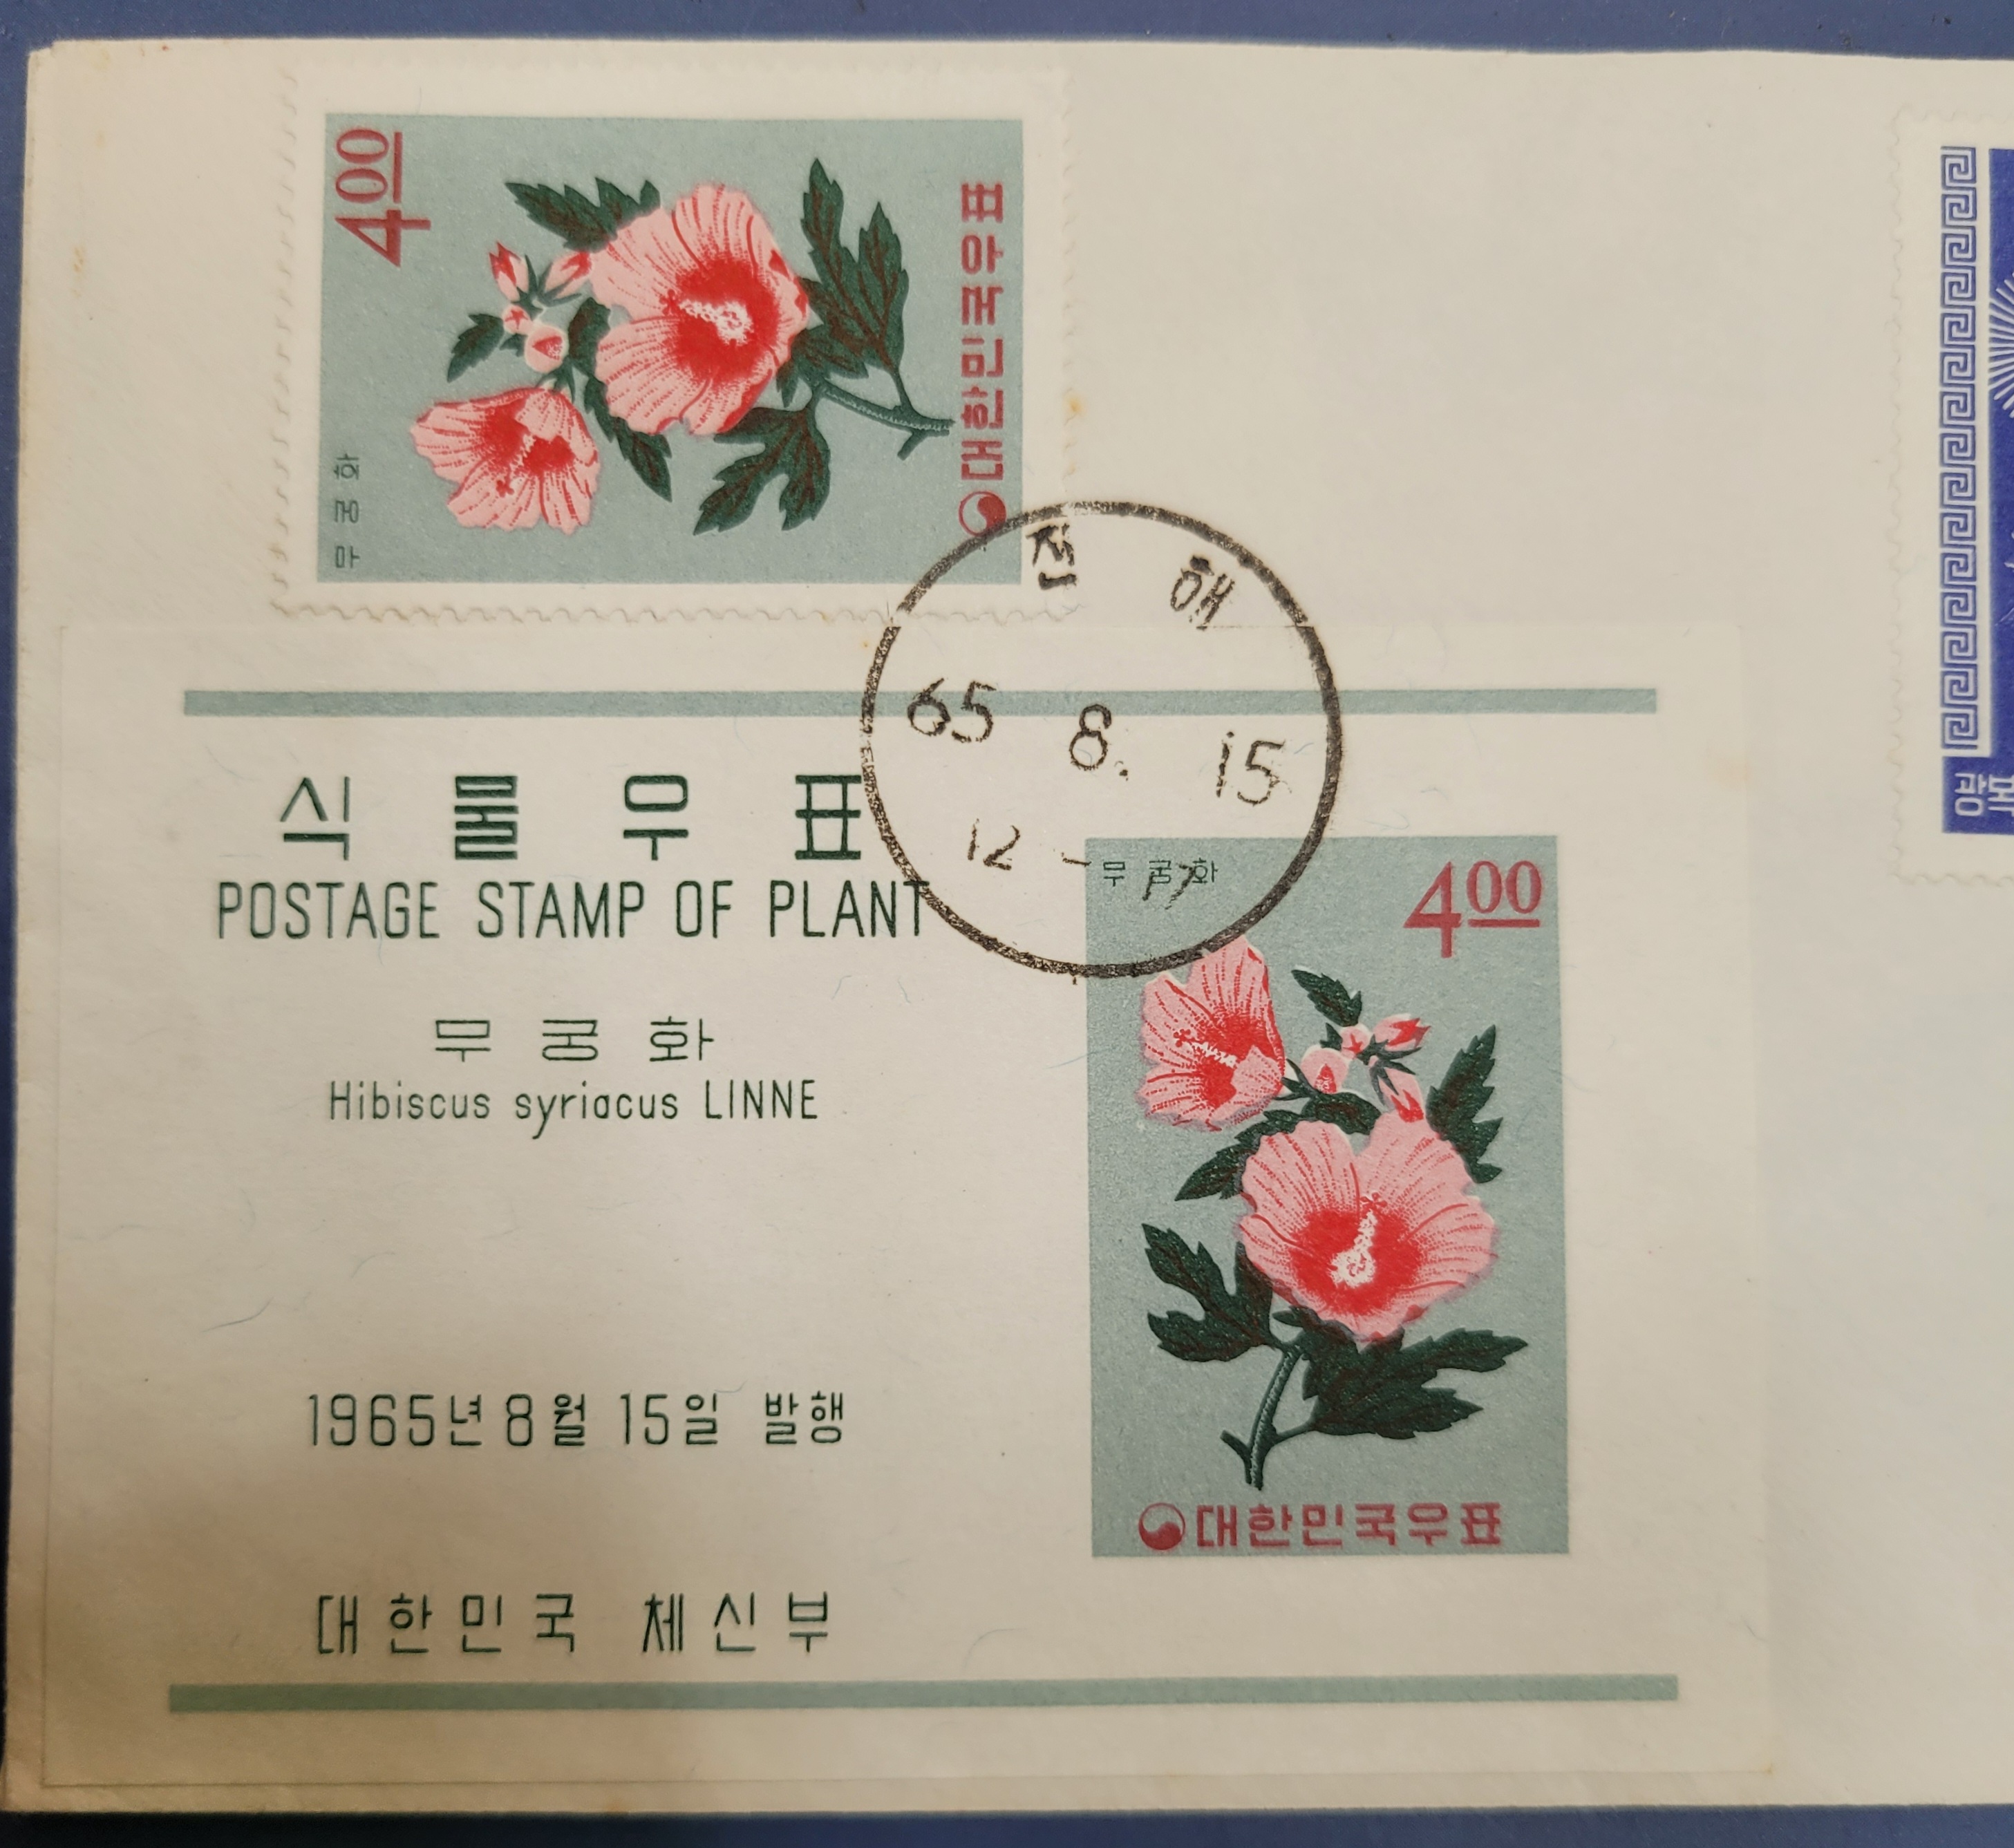 4.00
대한민국우표
무궁화
해
65 8. 15
12 - 17
식물우표
POSTAGE STAMP OF PLANT
무궁화
Hibiscus syriacus LINNE
1965년 8월 15일 발행
대한민국 체신부
무궁화
400
대한민국우표